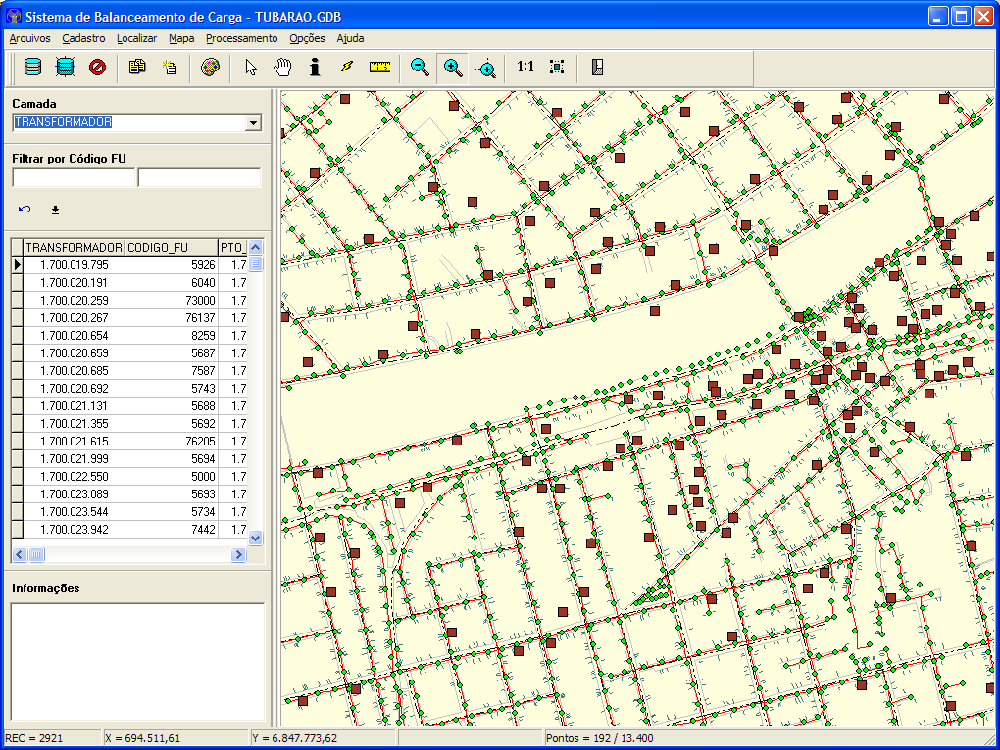 Sistema de Balanceamento de Carga - TUBARAO.GDB
Arquivos Cadastro Localizar Mapa Processamento Opções Ajuda
1:1
Camada
TRANSFORMADOR
Filtrar por Código FU
TRANSFORMADOR CODIGO_FU PTO_
1.700.019.795 5926 1.7
1.700.020.191 6040 1.7
1.700.020.259 73000 1.7
1.700.020.267 76137 1.7
1.700.020.654 8259 1.7
1.700.020.659 5687 1.7
1.700.020.685 7587 1.7
1.700.020.692 5743 1.7
1.700.021.131 5688 1.7
1.700.021.355 5692 1.7
1.700.021.615 76205 1.7
1.700.021.999 5694 1.7
1.700.022.550 5000 1.7
1.700.023.089 5693 1.7
1.700.023.544 5734 1.7
1.700.023.942 7442 1.7
Informações
REC = 2921 X = 694.511,61 Y = 6.847.773,62 Pontos = 192 / 13.400